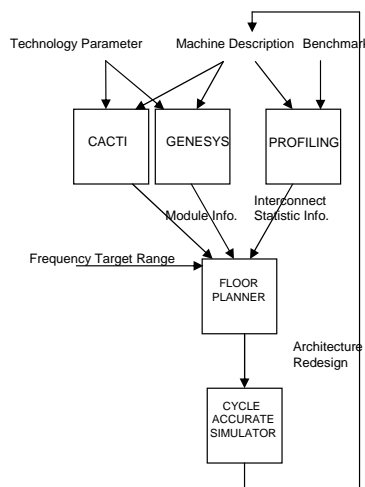 Technology Parameter
Machine Description
Benchmark
CACTI
GENESYS
PROFILING
Module Info.
Interconnect
Statistic Info.
Frequency Target Range
FLOOR
PLANNER
Architecture
Redesign
CYCLE
ACCURATE
SIMULATOR